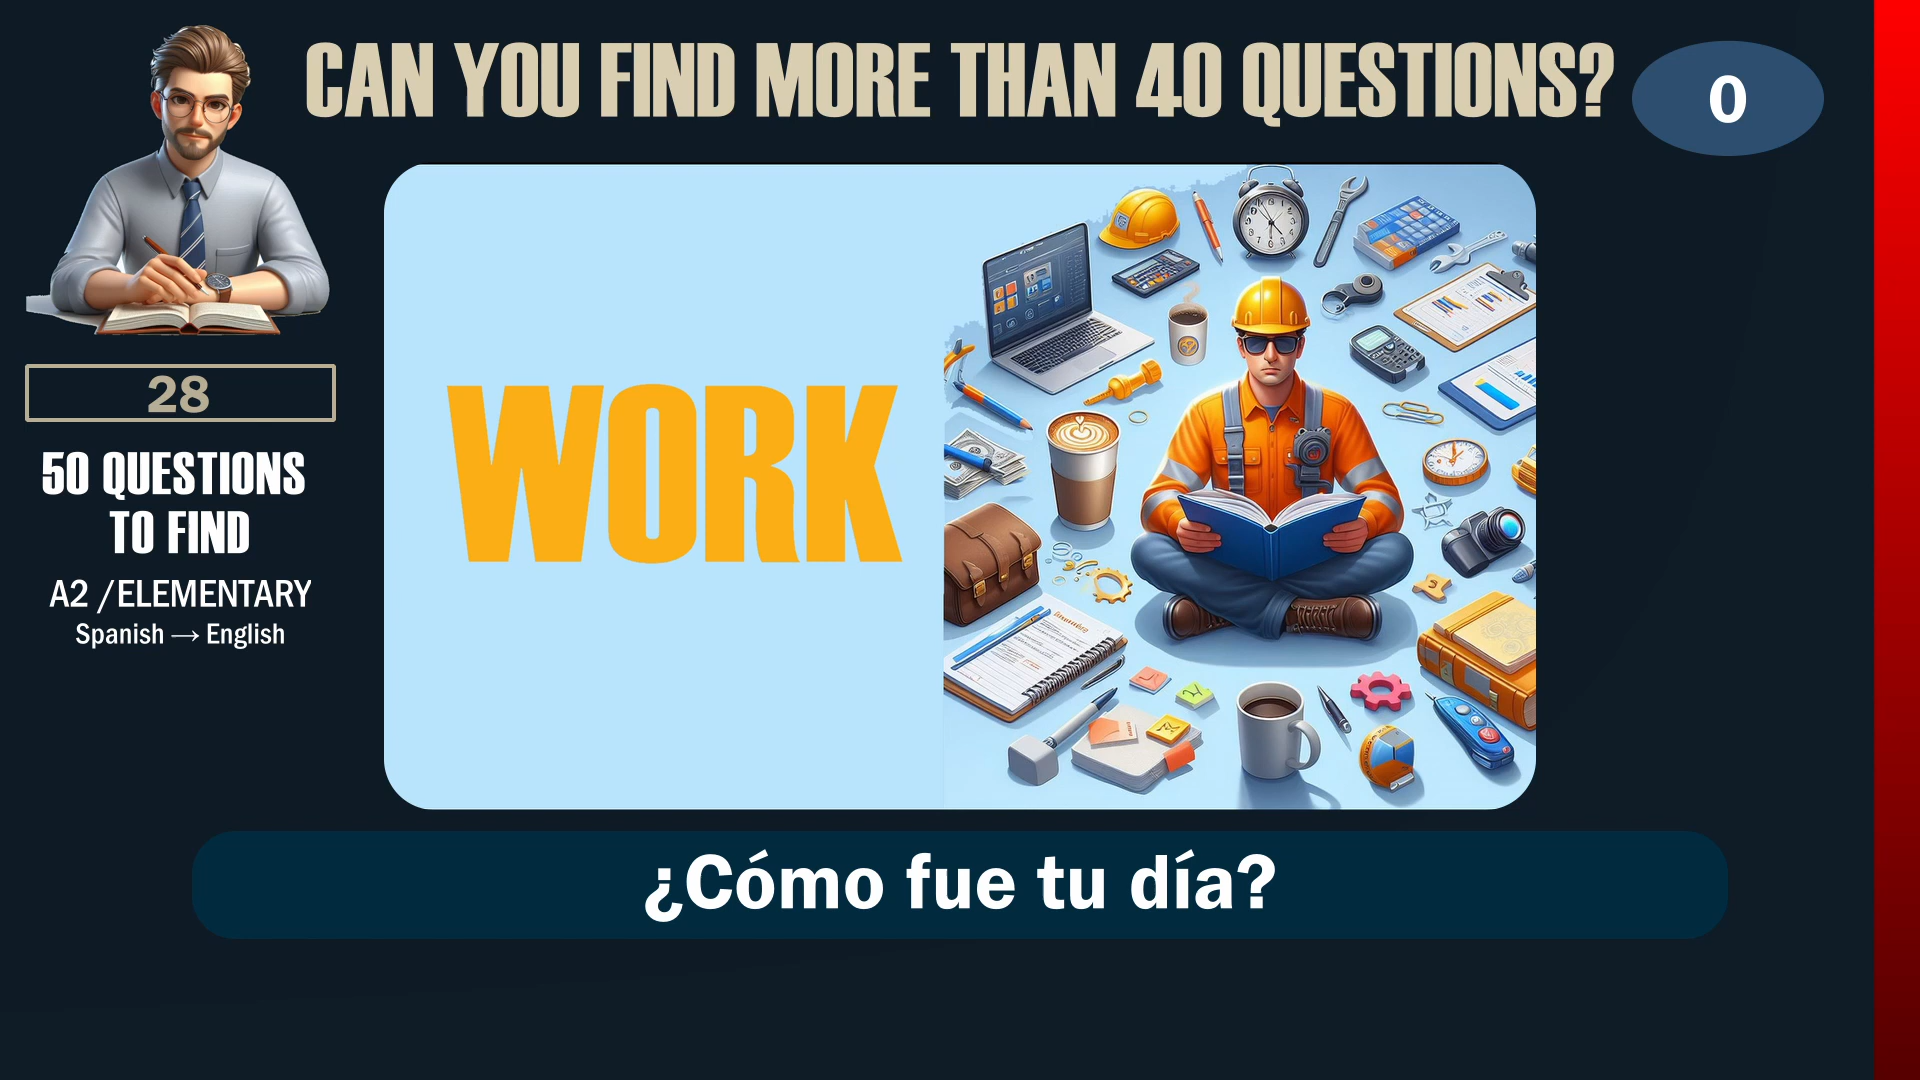 CAN YOU FIND MORE THAN 40 QUESTIONS?
0
WORK
28
50 QUESTIONS
TO FIND
A2 /ELEMENTARY
Spanish → English
¿Cómo fue tu día?